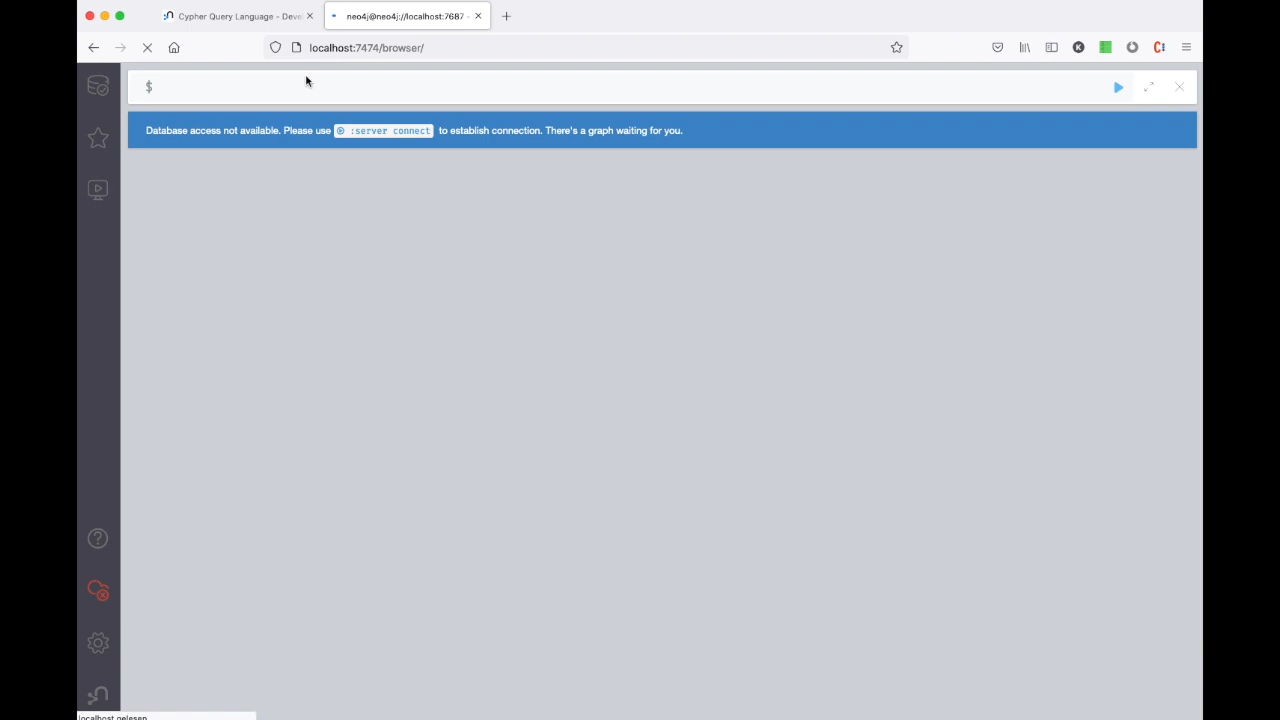 Cypher Query Language - Deve
neo4j@neo4j://localhost:7687 -
localhost:7474/browser/
$
Database access not available. Please use :server connect to establish connection. There's a graph waiting for you.
localhost gelesen